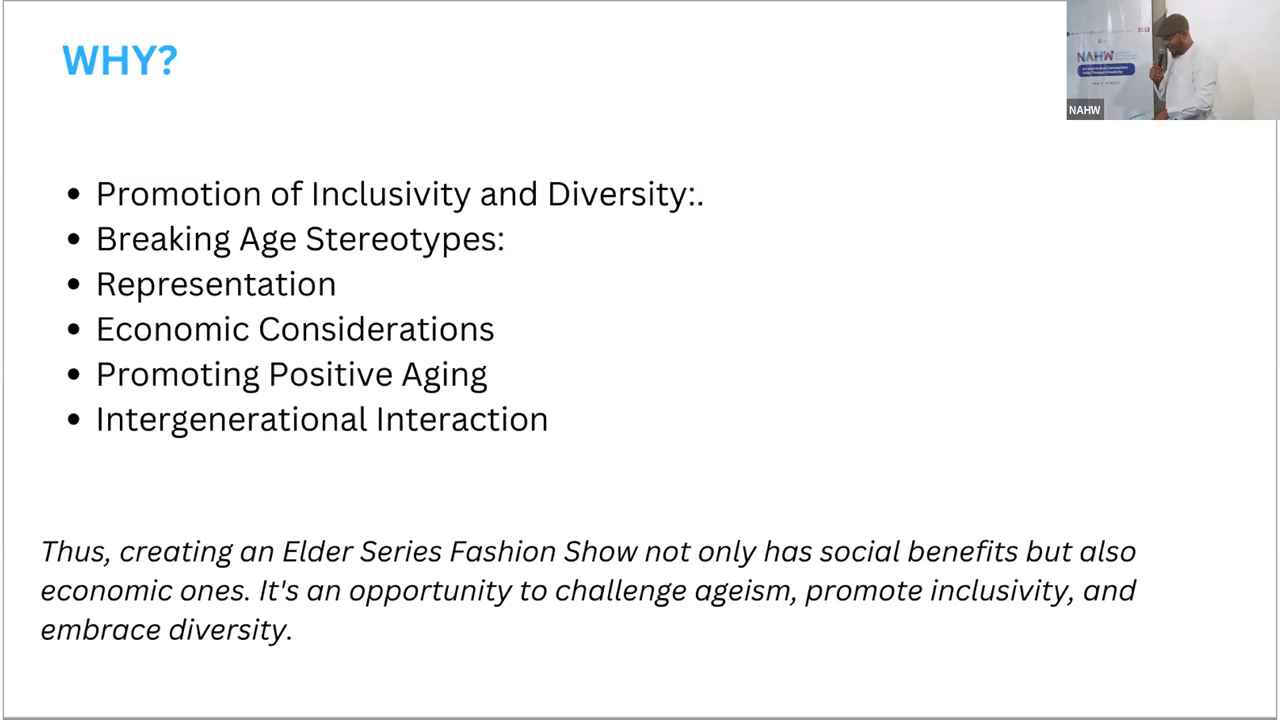 WHY?
• Promotion of Inclusivity and Diversity:.
• Breaking Age Stereotypes:
• Representation
• Economic Considerations
• Promoting Positive Aging
• Intergenerational Interaction
Thus, creating an Elder Series Fashion Show not only has social benefits but also
economic ones. It's an opportunity to challenge ageism, promote inclusivity, and
embrace diversity.
NAHW
NAHW